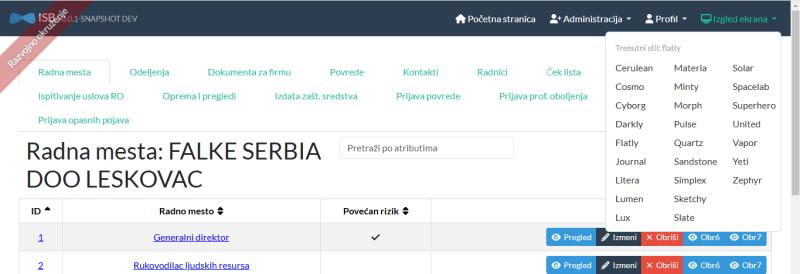 ISB 0.0.1-SNAPSHOT DEV
Razvojno okruženje
Početna stranica Administracija Profil Izgled ekrana
Trenutni stil: flatly
Cerulean Materia Solar
Cosmo Minty Spacelab
Cyborg Morph Superhero
Darkly Pulse United
Flatly Quartz Vapor
Journal Sandstone Yeti
Litera Simplex Zephyr
Lumen Sketchy
Lux Slate
Radna mesta Odeljenja Dokumenta za firmu Povrede Kontakti Radnici Ček lista
Ispitivanje uslova RO Oprema i pregledi Izdata zašt. sredstva Prijava povrede Prijava prof. oboljenja
Prijava opasnih pojava
Radna mesta: FALKE SERBIA
DOO LESKOVAC
Pretraži po atributima
ID Radno mesto Povećan rizik
1 Generalni direktor Pregled Izmeni Obriši Obr6 Obr7
2 Rukovodilac ljudskih resursa Pregled Izmeni Obriši Obr6 Obr7